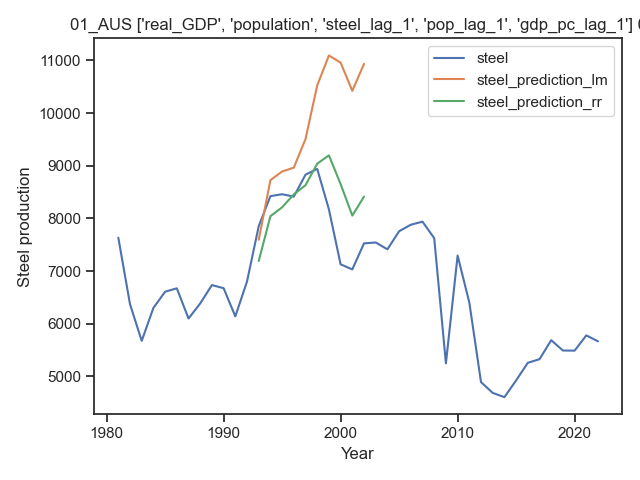 01_AUS ['real_GDP', 'population', 'steel_lag_1', 'pop_lag_1', 'gdp_pc_lag_1']
steel
steel_prediction_lm
steel_prediction_rr
11000
10000
9000
8000
7000
6000
5000
Steel production
1980
1990
2000
2010
2020
Year